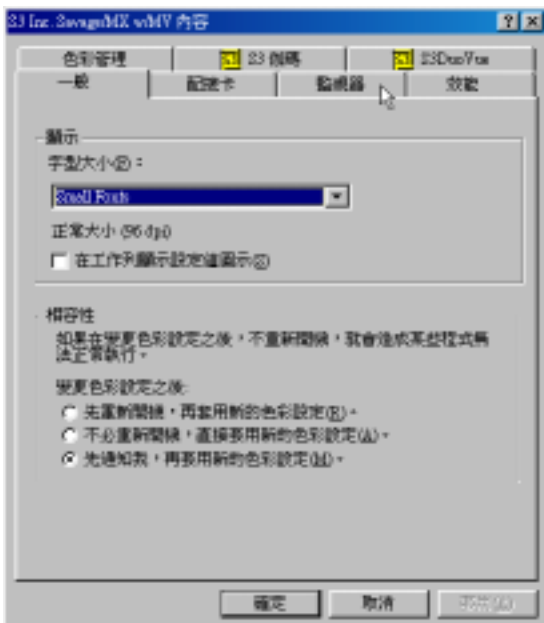 S3 Inc. Savage/MX w/MV 內容
色彩管理
S3 伽瑪
S3DuoVue
一般
配接卡
監視器
效能
顯示
字型大小(F)：
Small Fonts
正常大小 (96 dpi)
在工作列顯示設定值圖示(S)
相容性
如果在變更色彩設定之後，不重新開機，就會造成某些程式無
法正常執行。
變更色彩設定之後:
先重新開機，再套用新的色彩設定(R)。
不必重新開機，直接套用新的色彩設定(A)。
先通知我，再套用新的色彩設定(M)。
確定
取消
套用(A)